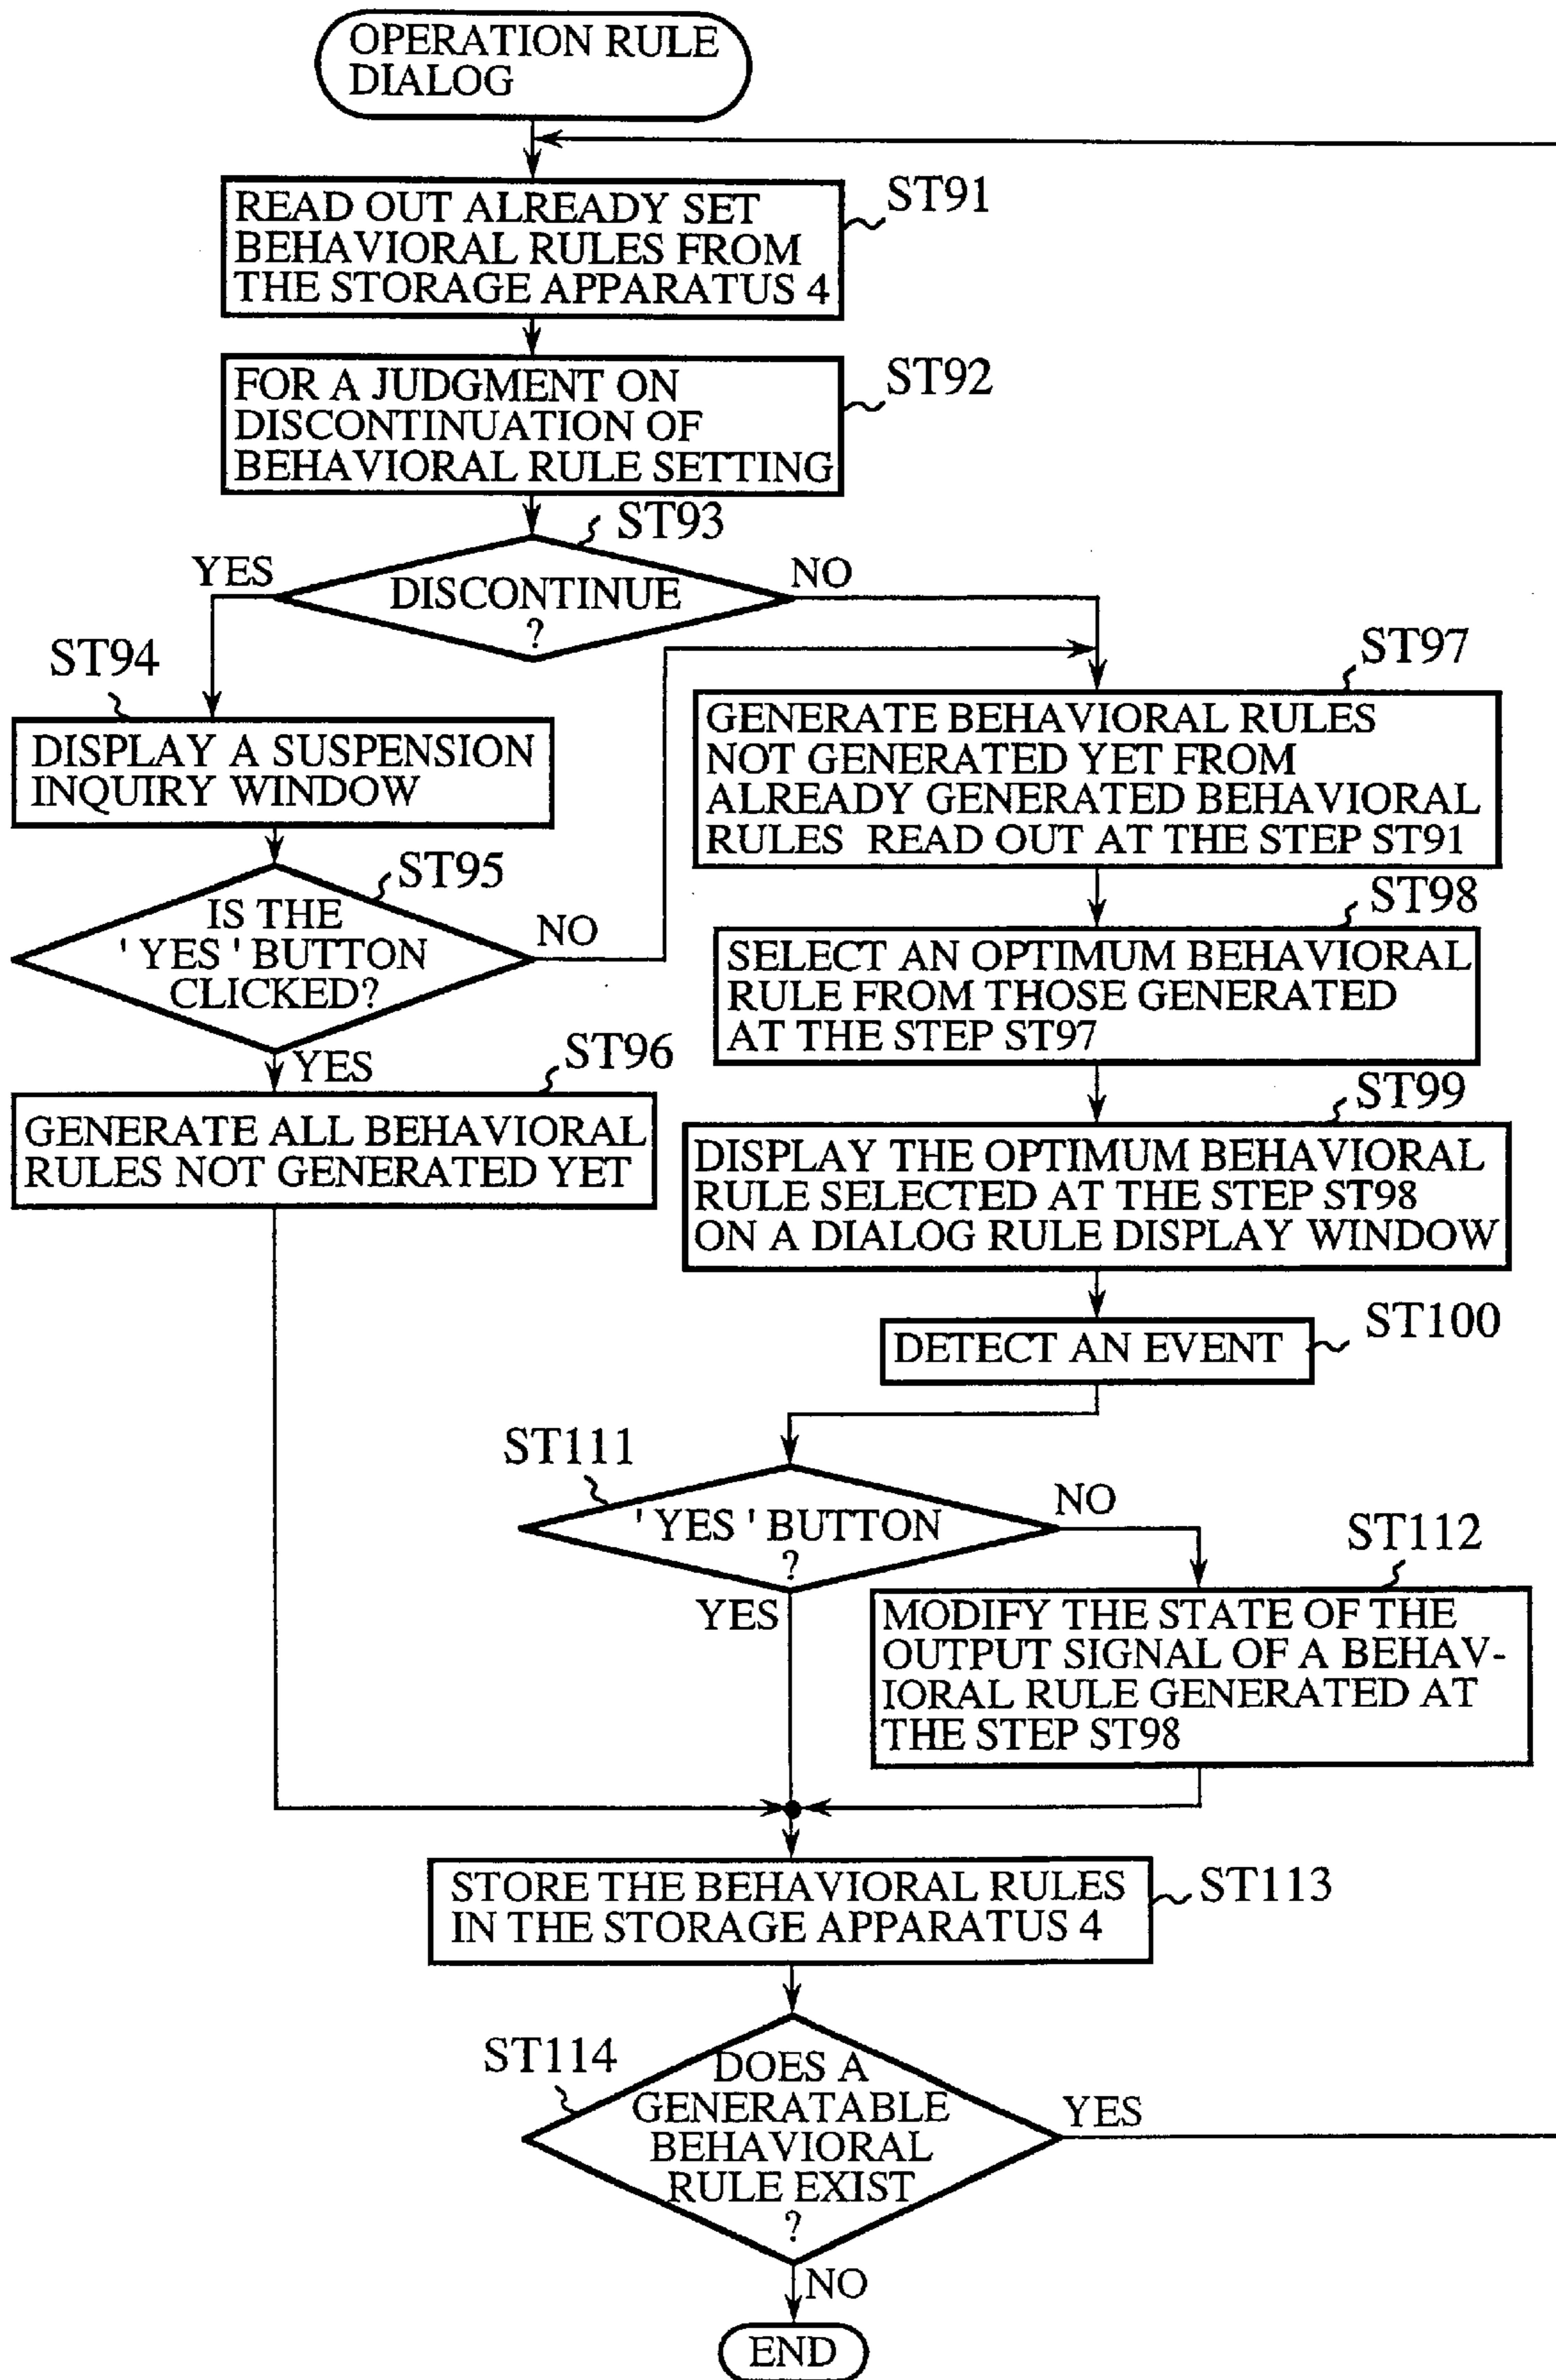 OPERATION RULE
DIALOG
ST91
READ OUT ALREADY SET
BEHAVIORAL RULES FROM
THE STORAGE APPARATUS 4
ST92
FOR A JUDGMENT ON
DISCONTINUATION OF
BEHAVIORAL RULE SETTING
ST93
YES
NO
DISCONTINUE
?
ST94
DISPLAY A SUSPENSION
INQUIRY WINDOW
ST95
IS THE
' YES ' BUTTON
CLICKED?
NO
YES
ST96
GENERATE ALL BEHAVIORAL
RULES NOT GENERATED YET
ST97
GENERATE BEHAVIORAL RULES
NOT GENERATED YET FROM
ALREADY GENERATED BEHAVIORAL
RULES READ OUT AT THE STEP ST91
ST98
SELECT AN OPTIMUM BEHAVIORAL
RULE FROM THOSE GENERATED
AT THE STEP ST97
ST99
DISPLAY THE OPTIMUM BEHAVIORAL
RULE SELECTED AT THE STEP ST98
ON A DIALOG RULE DISPLAY WINDOW
ST100
DETECT AN EVENT
ST111
' YES ' BUTTON
?
NO
YES
ST112
MODIFY THE STATE OF THE
OUTPUT SIGNAL OF A BEHAV-
IORAL RULE GENERATED AT
THE STEP ST98
ST113
STORE THE BEHAVIORAL RULES
IN THE STORAGE APPARATUS 4
ST114
DOES A
GENERATABLE
BEHAVIORAL
RULE EXIST
?
YES
NO
END